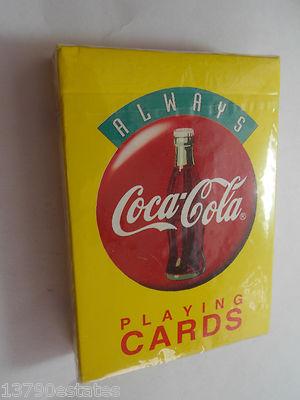 ALWAYS
Coca-Cola®
PLAYING
CARDS
13790estates